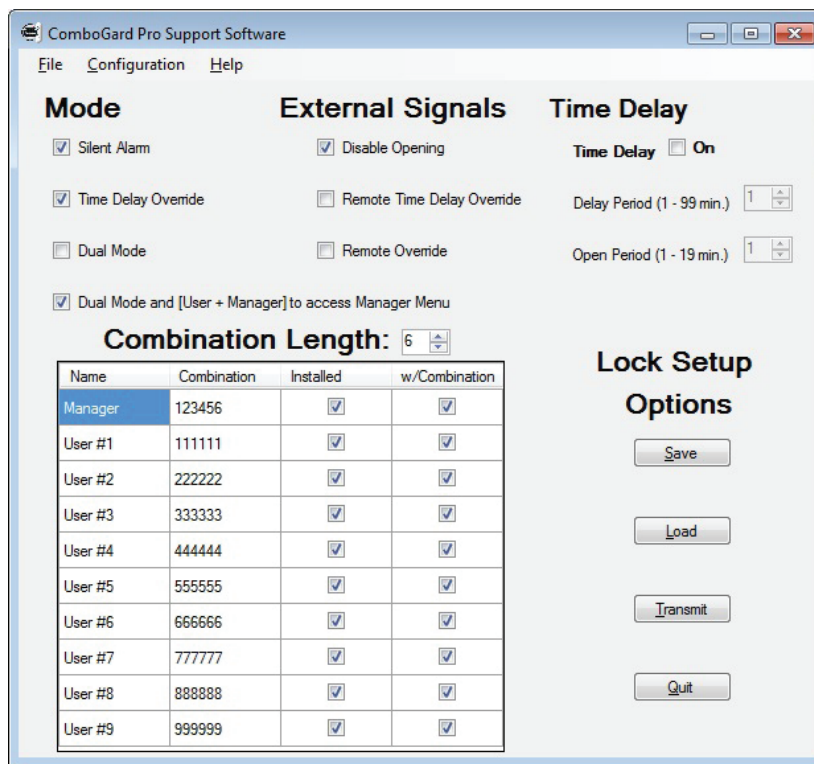 ComboGard Pro Support Software
File Configuration Help
Mode External Signals Time Delay
Silent Alarm Disable Opening Time Delay On
Time Delay Override Remote Time Delay Override Delay Period (1 - 99 min.) 1
Dual Mode Remote Override Open Period (1 - 19 min.) 1
Dual Mode and [User + Manager] to access Manager Menu
Combination Length: 6
Name Combination Installed w/Combination
Manager 123456
User #1 111111
User #2 222222
User #3 333333
User #4 444444
User #5 555555
User #6 666666
User #7 777777
User #8 888888
User #9 999999
Lock Setup
Options
Save
Load
Transmit
Quit